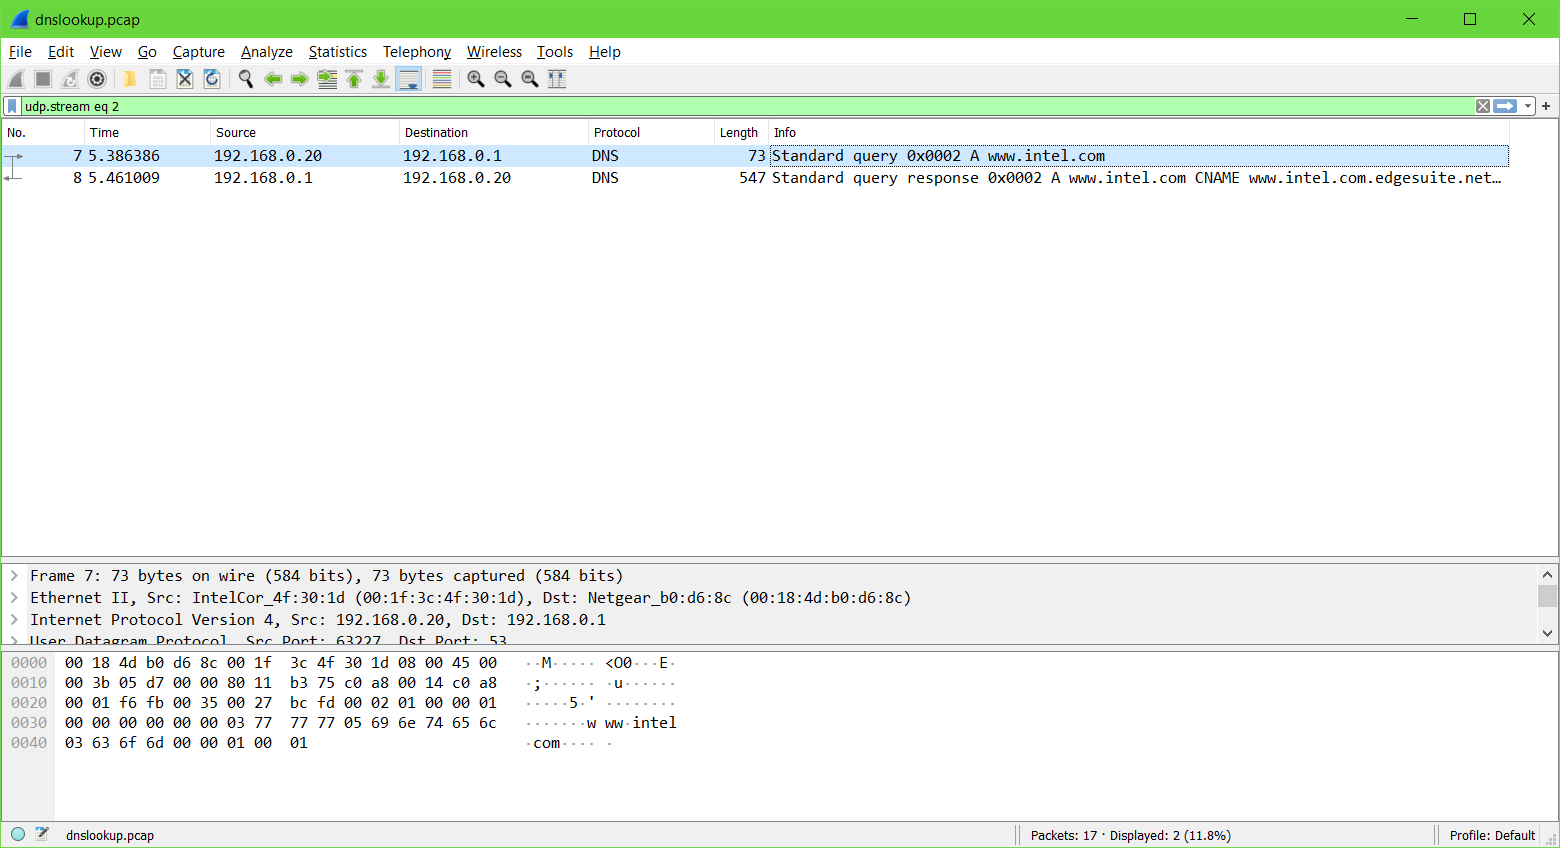 dnslookup.pcap
File Edit View Go Capture Analyze Statistics Telephony Wireless Tools Help
udp.stream eq 2
No. Time Source Destination Protocol Length Info
7 5.386386 192.168.0.20 192.168.0.1 DNS 73 Standard query 0x0002 A www.intel.com
8 5.461009 192.168.0.1 192.168.0.20 DNS 547 Standard query response 0x0002 A www.intel.com CNAME www.intel.com.edgesuite.net…
Frame 7: 73 bytes on wire (584 bits), 73 bytes captured (584 bits)
Ethernet II, Src: IntelCor_4f:30:1d (00:1f:3c:4f:30:1d), Dst: Netgear_b0:d6:8c (00:18:4d:b0:d6:8c)
Internet Protocol Version 4, Src: 192.168.0.20, Dst: 192.168.0.1
User Datagram Protocol, Src Port: 63227, Dst Port: 53
0000 00 18 4d b0 d6 8c 00 1f 3c 4f 30 1d 08 00 45 00 ··M····· <O0···E·
0010 00 3b 05 d7 00 00 80 11 b3 75 c0 a8 00 14 c0 a8 ·;······ ·u······
0020 00 01 f6 fb 00 35 00 27 bc fd 00 02 01 00 00 01 ·····5·' ········
0030 00 00 00 00 00 00 03 77 77 77 05 69 6e 74 65 6c ·······w ww·intel
0040 03 63 6f 6d 00 00 01 00 01 ·com···· ·
dnslookup.pcap Packets: 17 · Displayed: 2 (11.8%) Profile: Default